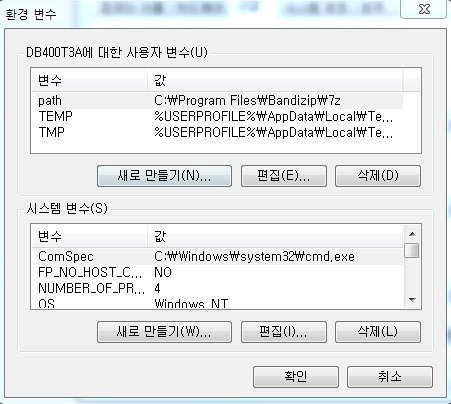 환경 변수
DB400T3A에 대한 사용자 변수(U)
변수 값
path C:₩Program Files₩Bandizip₩7z
TEMP %USERPROFILE%₩AppData₩Local₩Te...
TMP %USERPROFILE%₩AppData₩Local₩Te...
새로 만들기(N)... 편집(E)... 삭제(D)
시스템 변수(S)
변수 값
ComSpec C:₩Windows₩system32₩cmd.exe
FP_NO_HOST_C... NO
NUMBER_OF_PR... 4
OS Windows_NT
새로 만들기(W)... 편집(I)... 삭제(L)
확인 취소